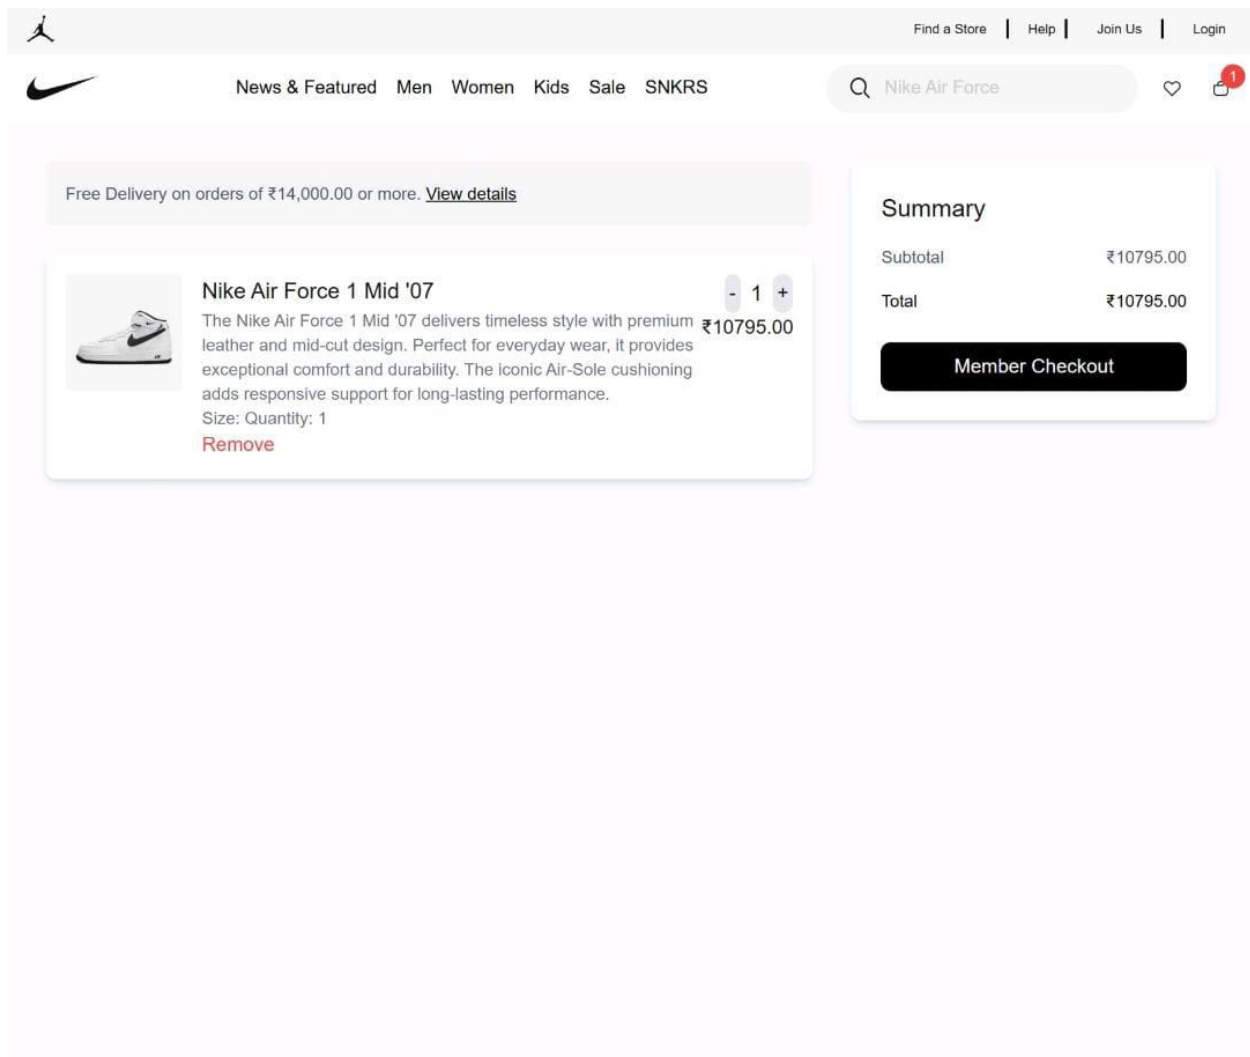 Find a Store Help Join Us Login
News & Featured Men Women Kids Sale SNKRS Nike Air Force 1
Free Delivery on orders of ₹14,000.00 or more. View details
Nike Air Force 1 Mid '07
The Nike Air Force 1 Mid '07 delivers timeless style with premium
leather and mid-cut design. Perfect for everyday wear, it provides
exceptional comfort and durability. The iconic Air-Sole cushioning
adds responsive support for long-lasting performance.
Size: Quantity: 1
Remove
- 1 +
₹10795.00
Summary
Subtotal ₹10795.00
Total ₹10795.00
Member Checkout